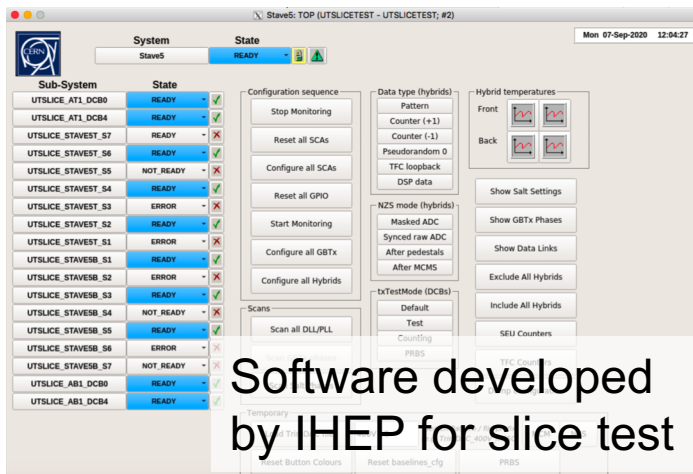 Stave5: TOP (UTSLICETEST - UTSLICETEST; #2)
Mon 07-Sep-2020 12:04:27
CERN
System State
Stave5 READY
Sub-System State
UTSLICE_AT1_DCB0 READY
UTSLICE_AT1_DCB4 READY
UTSLICE_STAVE5T_S7 READY
UTSLICE_STAVE5T_S6 READY
UTSLICE_STAVE5T_S5 NOT_READY
UTSLICE_STAVE5T_S4 READY
UTSLICE_STAVE5T_S3 ERROR
UTSLICE_STAVE5T_S2 READY
UTSLICE_STAVE5T_S1 ERROR
UTSLICE_STAVE5B_S1 READY
UTSLICE_STAVE5B_S2 ERROR
UTSLICE_STAVE5B_S3 READY
UTSLICE_STAVE5B_S4 NOT_READY
UTSLICE_STAVE5B_S5 READY
UTSLICE_STAVE5B_S6 ERROR
UTSLICE_STAVE5B_S7 NOT_READY
UTSLICE_AB1_DCB0 READY
UTSLICE_AB1_DCB4 READY
Configuration sequence
Stop Monitoring
Reset all SCAs
Configure all SCAs
Reset all GPIO
Start Monitoring
Configure all GBTx
Configure all Hybrids
Scans
Scan all DLL/PLL
Data type (hybrids)
Pattern
Counter (+1)
Counter (-1)
Pseudorandom 0
TFC loopback
DSP data
NZS mode (hybrids)
Masked ADC
Synced raw ADC
After pedestals
After MCMS
txTestMode (DCBs)
Default
Test
Counting
PRBS
Hybrid temperatures
Front
Back
Show Salt Settings
Show GBTx Phases
Show Data Links
Exclude All Hybrids
Include All Hybrids
SEU Counters
TFC Counters
Temporary
Reset Button Colours Reset baselines_cfg PRBS
Software developed
by IHEP for slice test